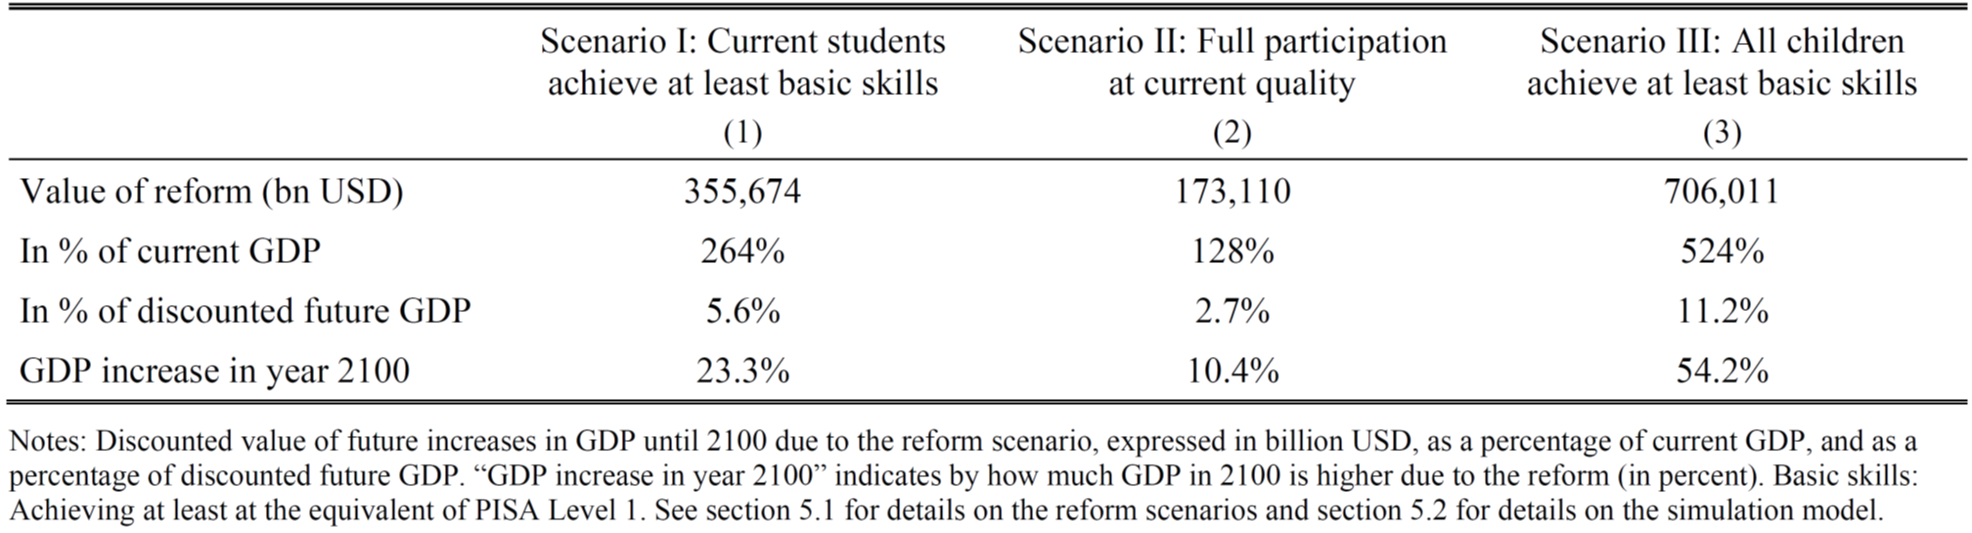 Scenario I: Current students Scenario II: Full participation Scenario III: All children
achieve at least basic skills at current quality achieve at least basic skills
(1) (2) (3)
Value of reform (bn USD) 355,674 173,110 706,011
In % of current GDP 264% 128% 524%
In % of discounted future GDP 5.6% 2.7% 11.2%
GDP increase in year 2100 23.3% 10.4% 54.2%
Notes: Discounted value of future increases in GDP until 2100 due to the reform scenario, expressed in billion USD, as a percentage of current GDP, and as a
percentage of discounted future GDP. “GDP increase in year 2100” indicates by how much GDP in 2100 is higher due to the reform (in percent). Basic skills:
Achieving at least at the equivalent of PISA Level 1. See section 5.1 for details on the reform scenarios and section 5.2 for details on the simulation model.